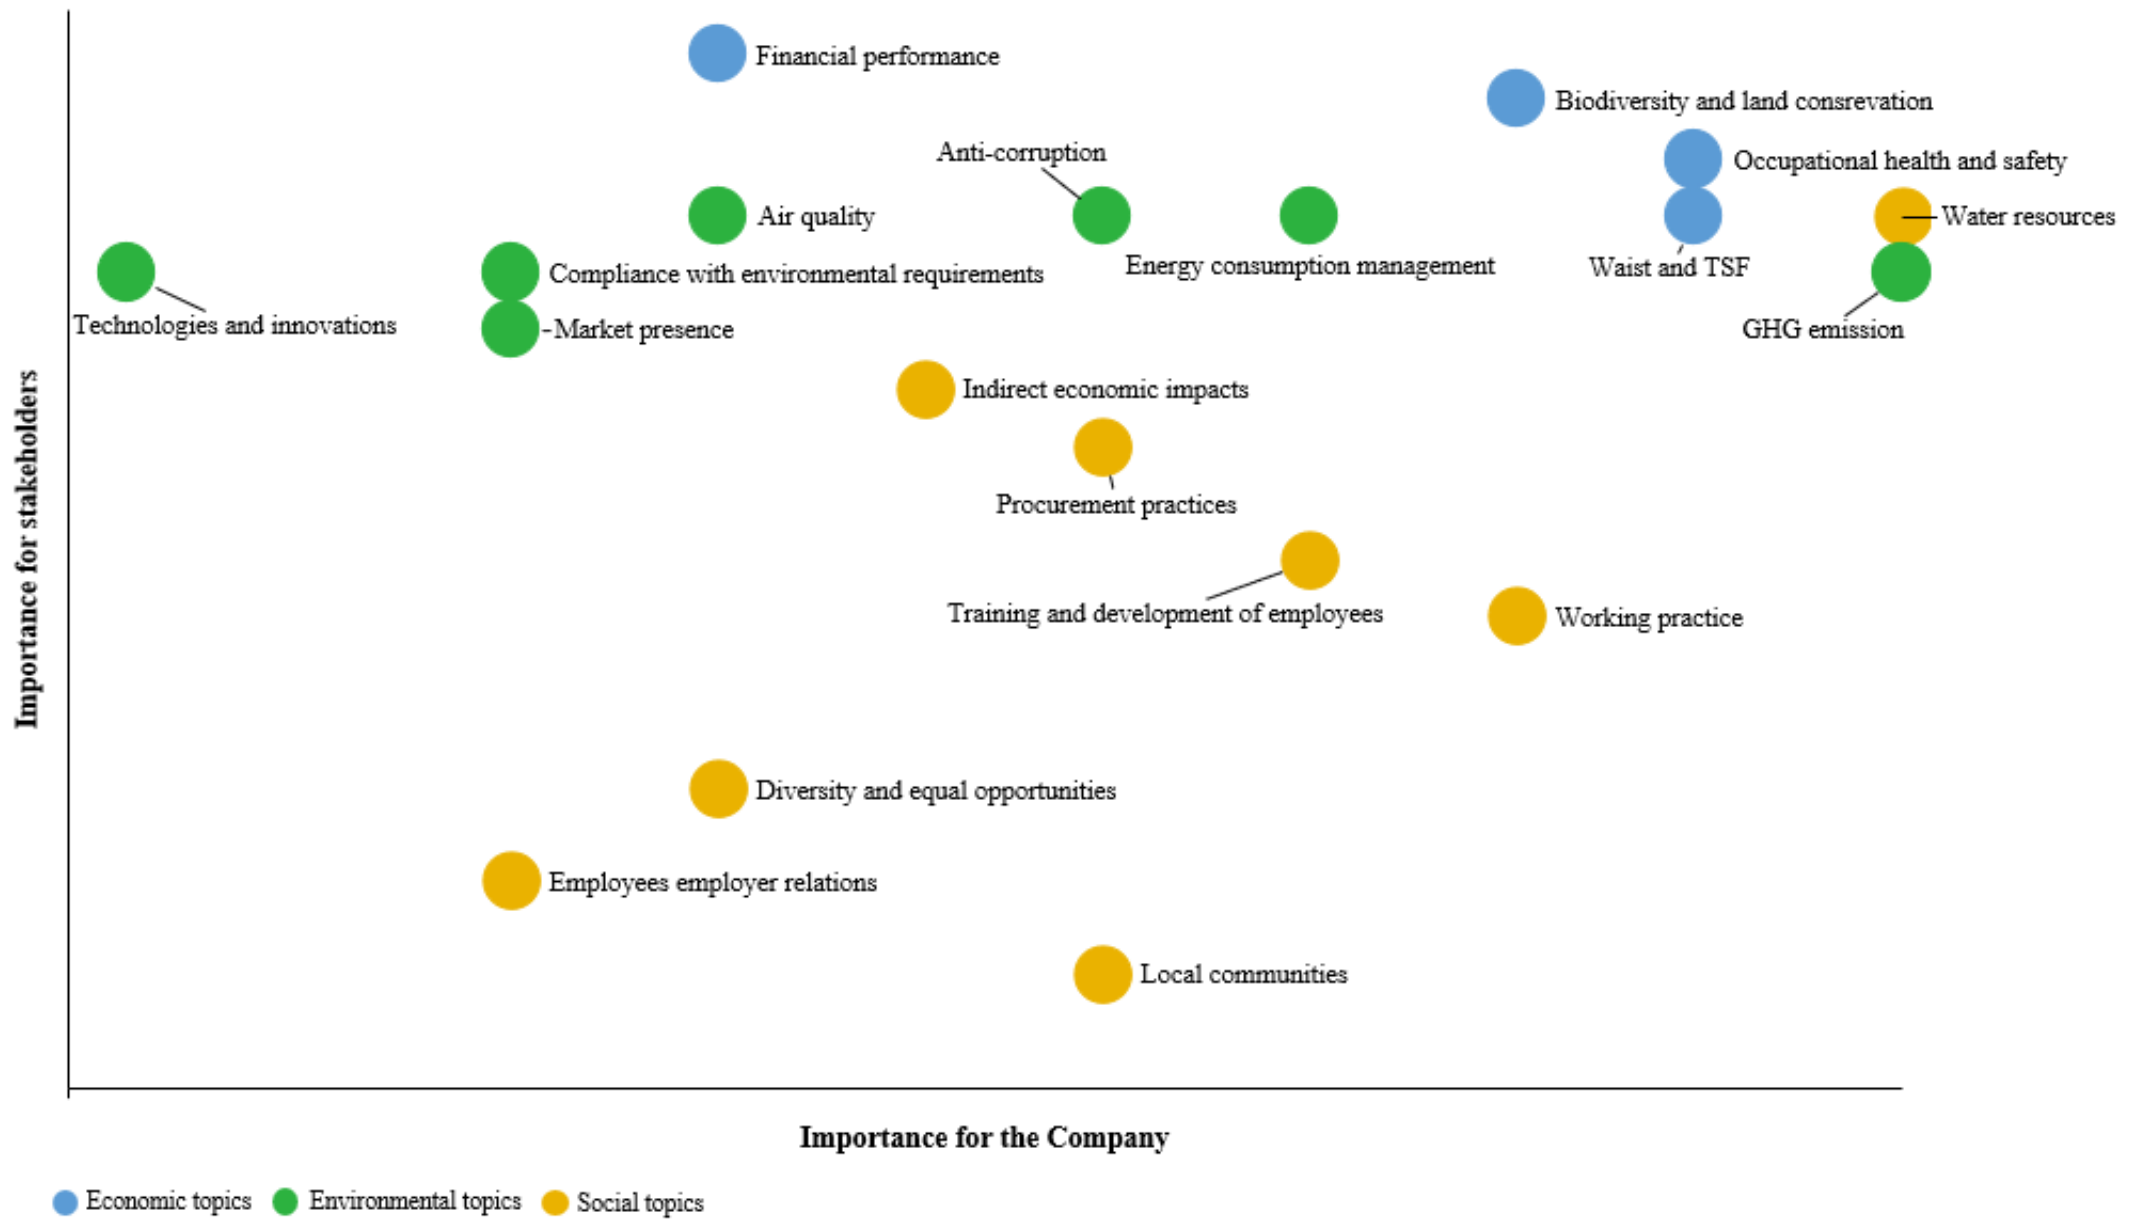 Financial performance
Biodiversity and land consrevation
Anti-corruption
Occupational health and safety
Air quality
Water resources
Energy consumption management
Waist and TSF
Compliance with environmental requirements
Technologies and innovations
Market presence
GHG emission
Indirect economic impacts
Procurement practices
Training and development of employees
Working practice
Diversity and equal opportunities
Employees employer relations
Local communities
Importance for stakeholders
Importance for the Company
Economic topics
Environmental topics
Social topics